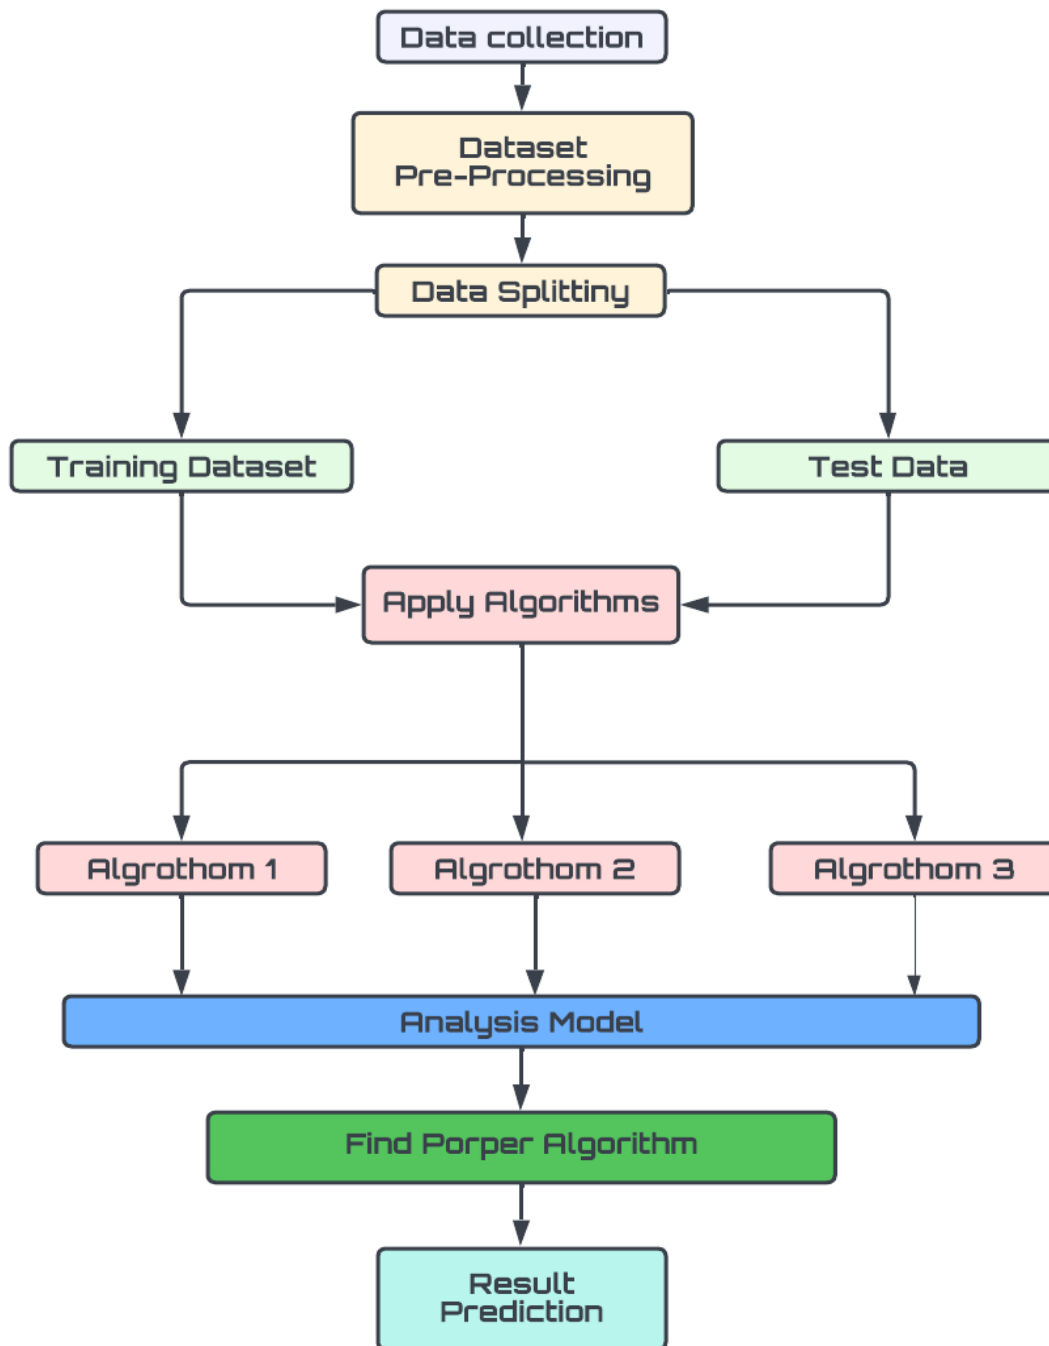 Data collection
Dataset
Pre-Processing
Data Splittiny
Training Dataset
Test Data
Apply Algorithms
Algrothom 1
Algrothom 2
Algrothom 3
Analysis Model
Find Porper Algorithm
Result
Prediction